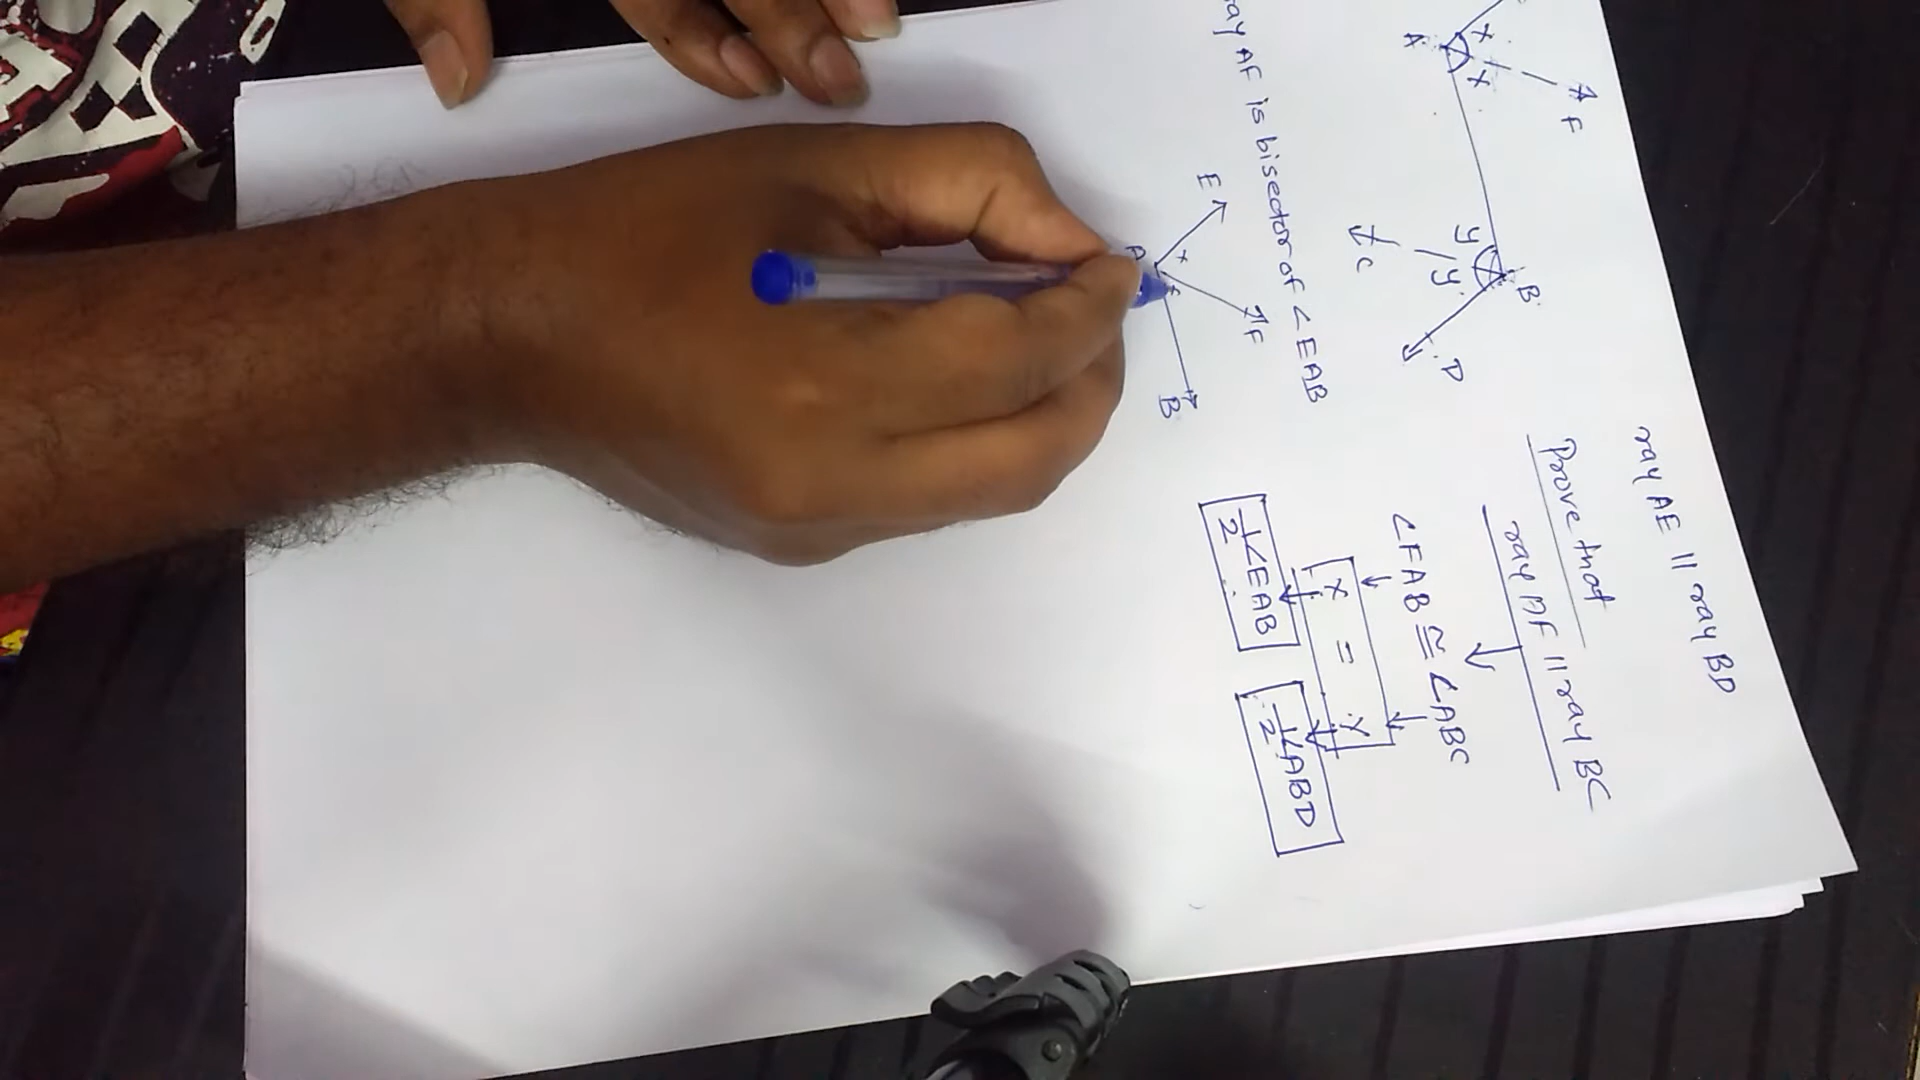 ray AE || ray BD
Prove that
ray AF || ray BC
∠FAB ≅ ∠ABC
x = y
1/2 ∠EAB
1/2 ∠ABD
A
x
x
F
y
y
B
C
D
ray AF is bisector of ∠EAB
E
A
x
x
F
B